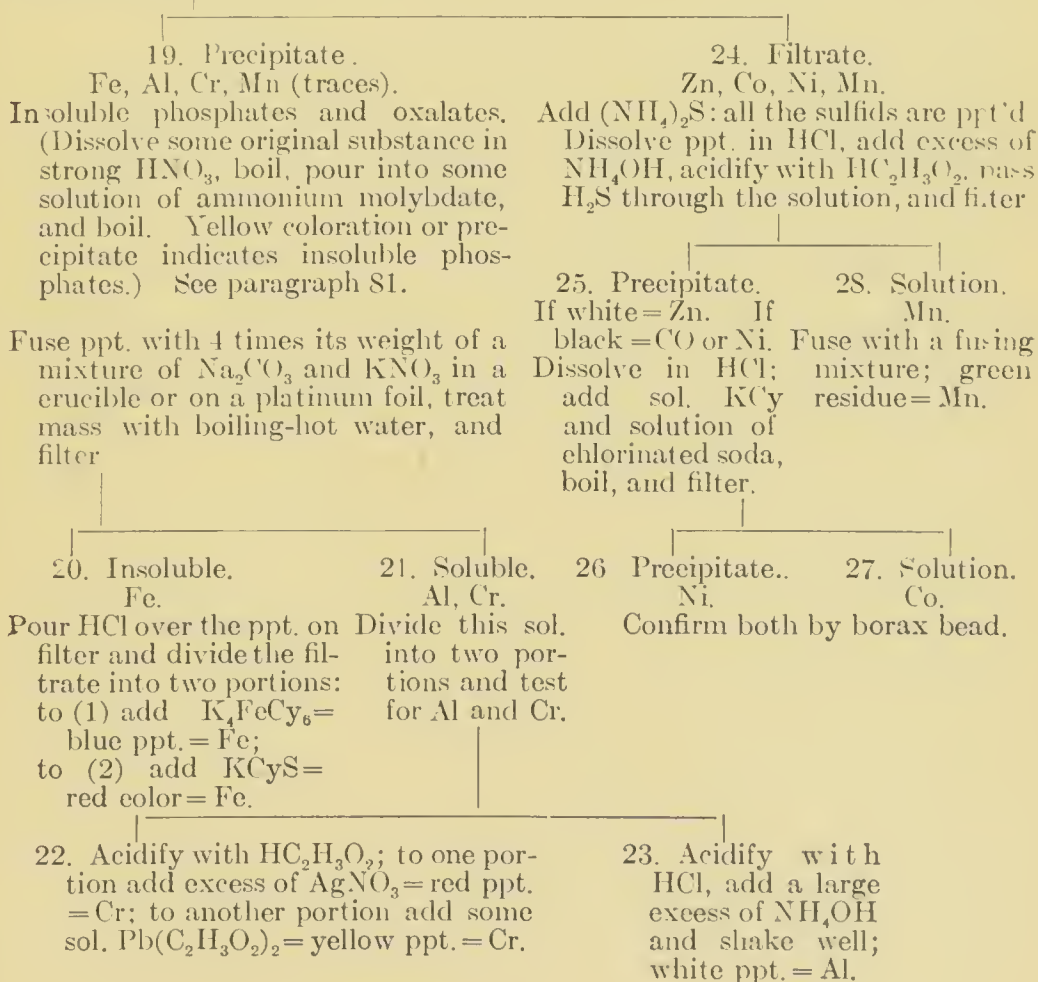 19. Precipitate.
Fe, Al, Cr, Mn (traces).
Insoluble phosphates and oxalates.
(Dissolve some original substance in
strong HNO₃, boil, pour into some
solution of ammonium molybdate,
and boil. Yellow coloration or pre-
cipitate indicates insoluble phos-
phates.) See paragraph 81.
Fuse ppt. with 4 times its weight of a
mixture of Na₂CO₃ and KNO₃ in a
crucible or on a platinum foil, treat
mass with boiling-hot water, and
filter
24. Filtrate.
Zn, Co, Ni, Mn.
Add (NH₄)₂S: all the sulfids are ppt'd
Dissolve ppt. in HCl, add excess of
NH₄OH, acidify with HC₂H₃O₂, pass
H₂S through the solution, and filter
25. Precipitate.
If white = Zn. If
black = CO or Ni.
Dissolve in HCl;
add sol. KCy
and solution of
chlorinated soda,
boil, and filter.
28. Solution.
Mn.
Fuse with a fusing
mixture; green
residue = Mn.
20. Insoluble.
Fe.
Pour HCl over the ppt. on
filter and divide the fil-
trate into two portions:
to (1) add K₄FeCy₆=
blue ppt. = Fe;
to (2) add KCyS=
red color = Fe.
21. Soluble.
Al, Cr.
Divide this sol.
into two por-
tions and test
for Al and Cr.
26 Precipitate..
Ni.
27. Solution.
Co.
Confirm both by borax bead.
22. Acidify with HC₂H₃O₂; to one por-
tion add excess of AgNO₃ = red ppt.
= Cr; to another portion add some
sol. Pb(C₂H₃O₂)₂ = yellow ppt. = Cr.
23. Acidify with
HCl, add a large
excess of NH₄OH
and shake well;
white ppt. = Al.